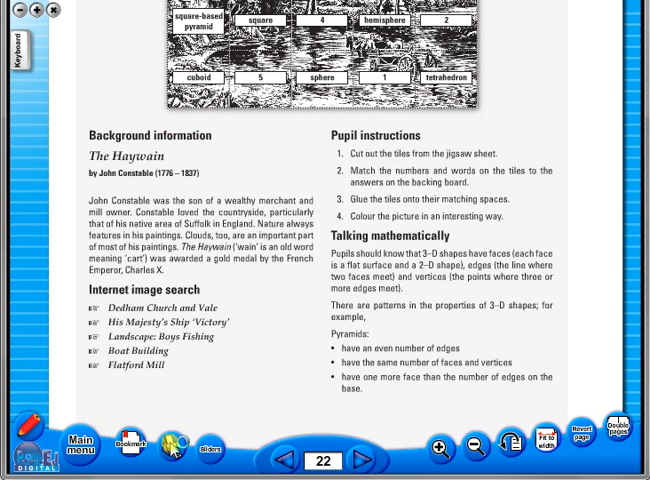 Keyboard
square-based
pyramid
square
4
hemisphere
2
cuboid
5
sphere
1
tetrahedron
Background information
The Haywain
by John Constable (1776 – 1837)
John Constable was the son of a wealthy merchant and
mill owner. Constable loved the countryside, particularly
that of his native area of Suffolk in England. Nature always
features in his paintings. Clouds, too, are an important part
of most of his paintings. The Haywain ('wain' is an old word
meaning 'cart') was awarded a gold medal by the French
Emperor, Charles X.
Internet image search
Dedham Church and Vale
His Majesty's Ship 'Victory'
Landscape: Boys Fishing
Boat Building
Flatford Mill
Pupil instructions
1. Cut out the tiles from the jigsaw sheet.
2. Match the numbers and words on the tiles to the
answers on the backing board.
3. Glue the tiles onto their matching spaces.
4. Colour the picture in an interesting way.
Talking mathematically
Pupils should know that 3–D shapes have faces (each face
is a flat surface and a 2–D shape), edges (the line where
two faces meet) and vertices (the points where three or
more edges meet).
There are patterns in the properties of 3–D shapes; for
example,
Pyramids:
• have an even number of edges
• have the same number of faces and vertices
• have one more face than the number of edges on the
base.
Main
menu
Bookmark
Sliders
22
Fit to
width
Revert
page
Double
pages
DIGITAL